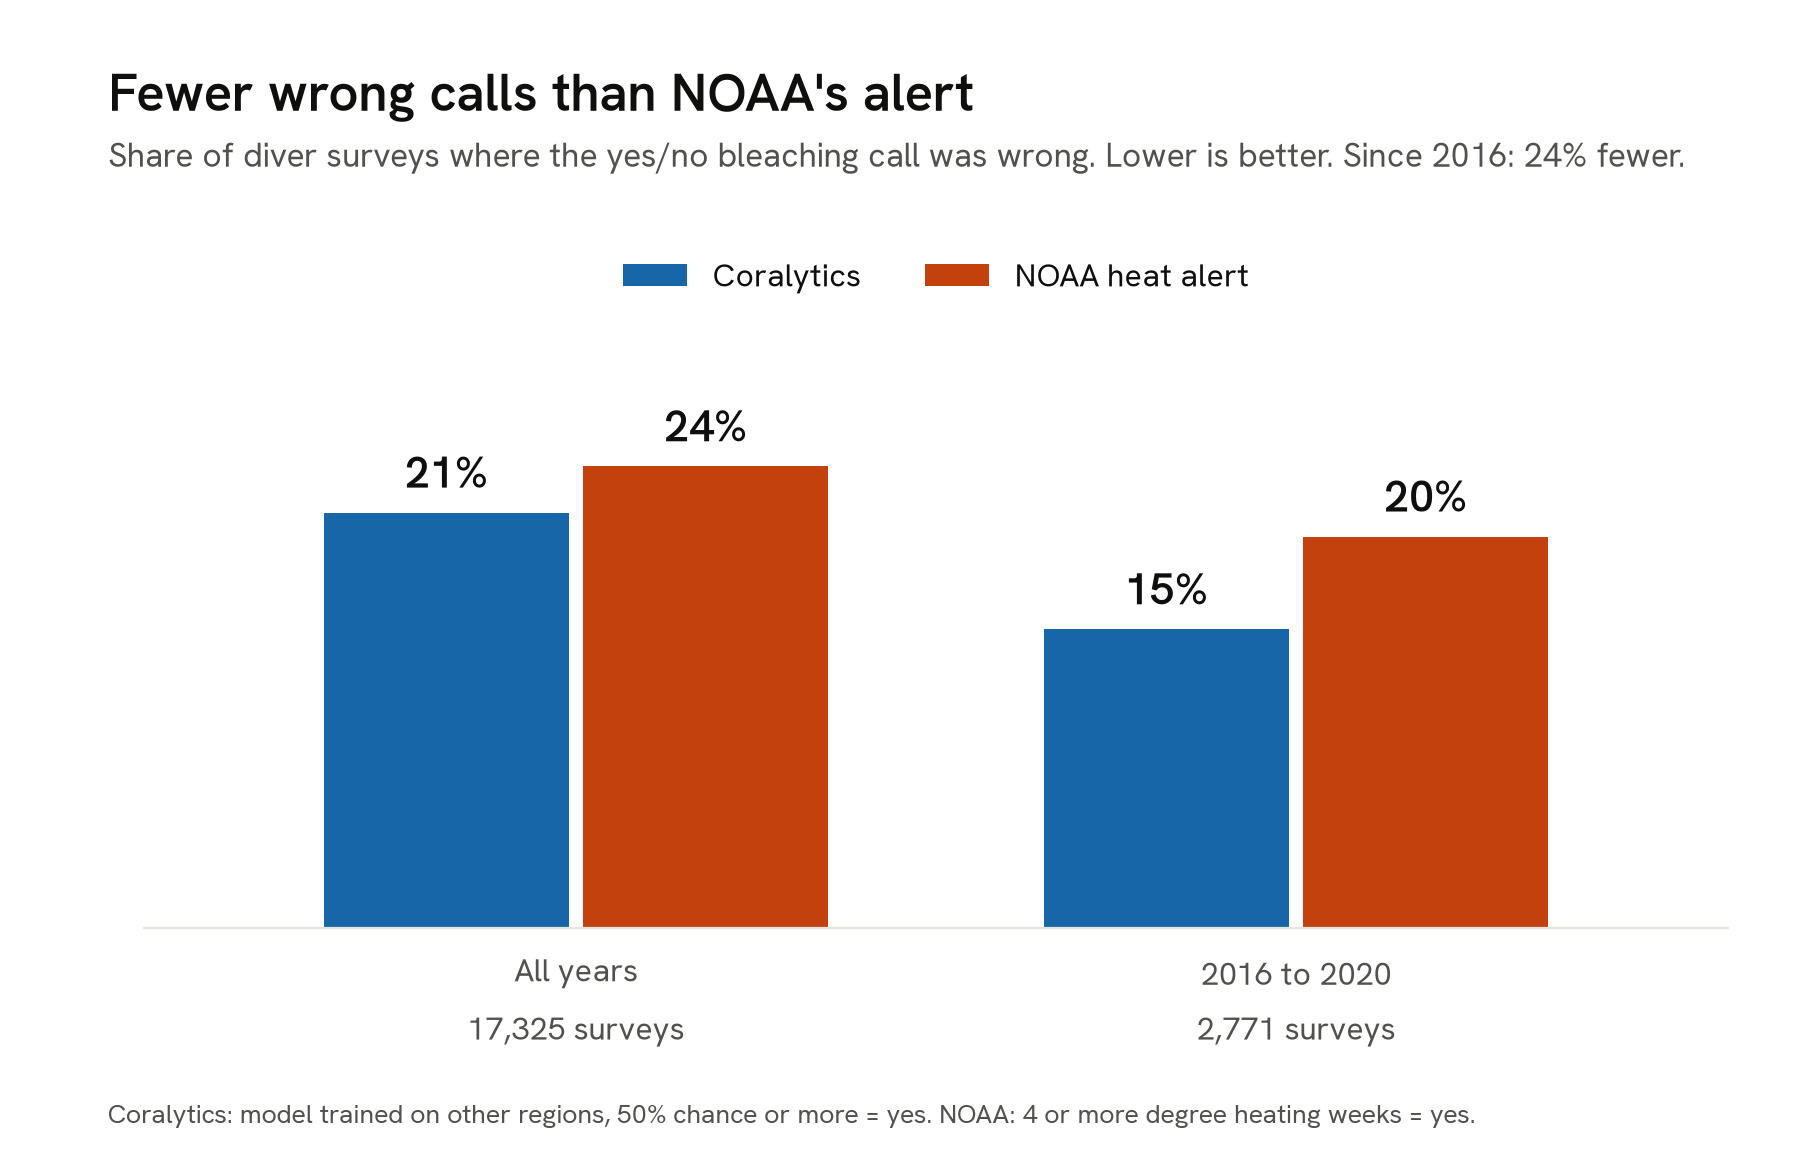 Fewer wrong calls than NOAA's alert
Share of diver surveys where the yes/no bleaching call was wrong. Lower is better. Since 2016: 24% fewer.
Coralytics
NOAA heat alert
21%
24%
15%
20%
All years
17,325 surveys
2016 to 2020
2,771 surveys
Coralytics: model trained on other regions, 50% chance or more = yes. NOAA: 4 or more degree heating weeks = yes.